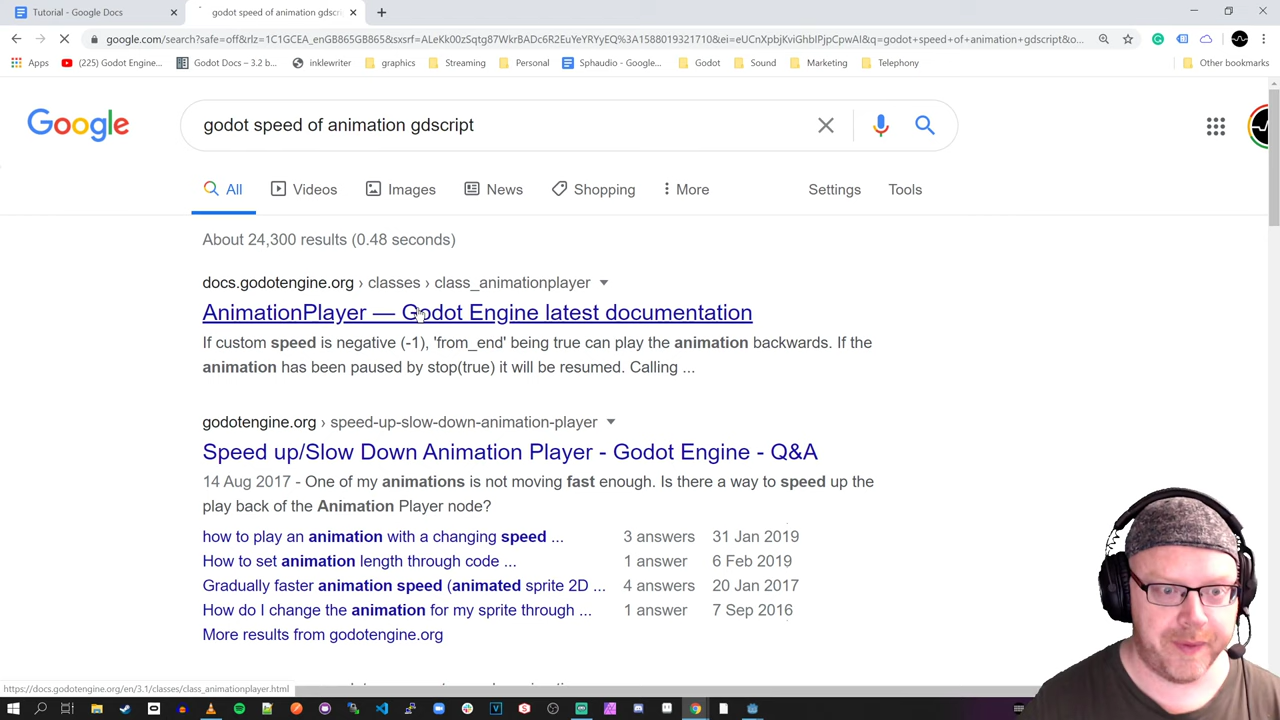 Tutorial - Google Docs
godot speed of animation gdscri
google.com/search?safe=off&rlz=1C1GCEA_enGB865GB865&sxsrf=ALeKk00zSqtg87WkrBADc6R2EuYeYRYyEQ%3A1588019321710&ei=eUCnXpbjKviGhbIPjpCpwAI&q=godot+speed+of+animation+gdscript&o...
Apps
(225) Godot Engine...
Godot Docs – 3.2 b...
inklewriter
graphics
Streaming
Personal
Sphaudio - Google...
Godot
Sound
Marketing
Telephony
Other bookmarks
Google
godot speed of animation gdscript
All
Videos
Images
News
Shopping
More
Settings
Tools
About 24,300 results (0.48 seconds)
docs.godotengine.org › classes › class_animationplayer
AnimationPlayer — Godot Engine latest documentation
If custom speed is negative (-1), 'from_end' being true can play the animation backwards. If the
animation has been paused by stop(true) it will be resumed. Calling ...
godotengine.org › speed-up-slow-down-animation-player
Speed up/Slow Down Animation Player - Godot Engine - Q&A
14 Aug 2017 - One of my animations is not moving fast enough. Is there a way to speed up the
play back of the Animation Player node?
how to play an animation with a changing speed ... 3 answers 31 Jan 2019
How to set animation length through code ... 1 answer 6 Feb 2019
Gradually faster animation speed (animated sprite 2D ... 4 answers 20 Jan 2017
How do I change the animation for my sprite through ... 1 answer 7 Sep 2016
More results from godotengine.org
https://docs.godotengine.org/en/3.1/classes/class_animationplayer.html